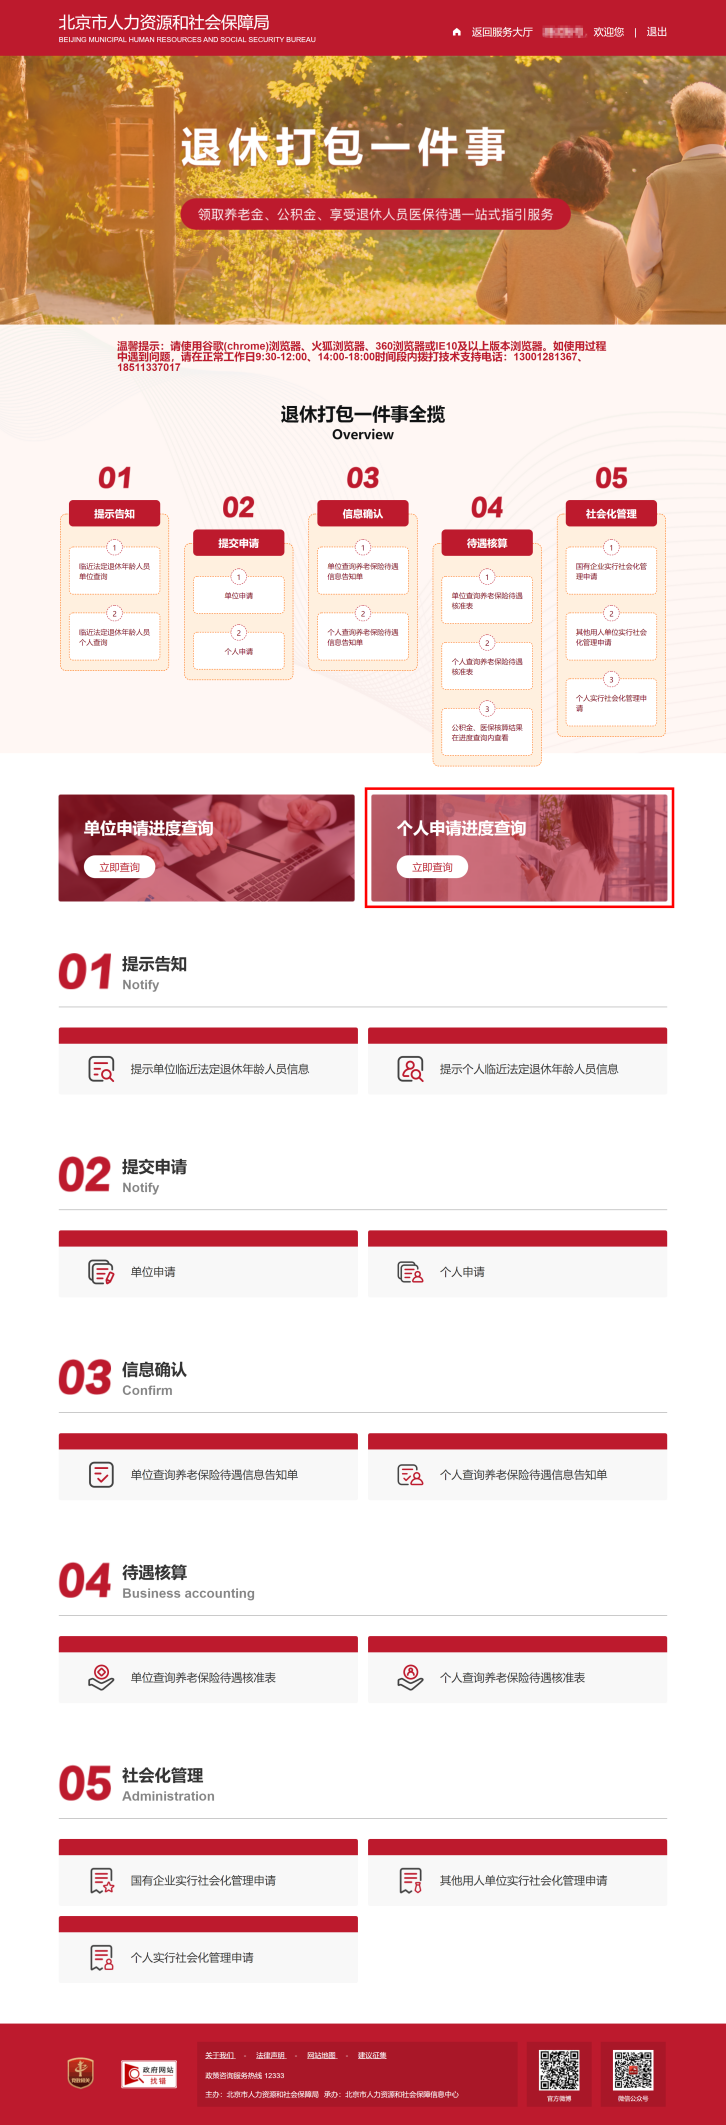 北京市人力资源和社会保障局
BEIJING MUNICIPAL HUMAN RESOURCES AND SOCIAL SECURITY BUREAU
返回服务大厅
欢迎您 | 退出
退休打包一件事
领取养老金、公积金、享受退休人员医保待遇一站式指引服务
温馨提示：请使用谷歌(chrome)浏览器、火狐浏览器、360浏览器或IE10及以上版本浏览器。如使用过程
中遇到问题，请在正常工作日9:30-12:00、14:00-18:00时间段内拨打技术支持电话：13001281367、
18511337017
退休打包一件事全揽
Overview
01
提示告知
1
临近法定退休年龄人员
单位查询
2
临近法定退休年龄人员
个人查询
02
提交申请
1
单位申请
2
个人申请
03
信息确认
1
单位查询养老保险待遇
信息告知单
2
个人查询养老保险待遇
信息告知单
04
待遇核算
1
单位查询养老保险待遇
核准表
2
个人查询养老保险待遇
核准表
3
公积金、医保核算结果
在进度查询内查看
05
社会化管理
1
国有企业实行社会化管
理申请
2
其他用人单位实行社会
化管理申请
3
个人实行社会化管理申
请
单位申请进度查询
立即查询
个人申请进度查询
立即查询
01 提示告知
Notify
提示单位临近法定退休年龄人员信息
提示个人临近法定退休年龄人员信息
02 提交申请
Notify
单位申请
个人申请
03 信息确认
Confirm
单位查询养老保险待遇信息告知单
个人查询养老保险待遇信息告知单
04 待遇核算
Business accounting
单位查询养老保险待遇核准表
个人查询养老保险待遇核准表
05 社会化管理
Administration
国有企业实行社会化管理申请
其他用人单位实行社会化管理申请
个人实行社会化管理申请
政府网站
找错
关于我们 - 法律声明 - 网站地图 - 建议征集
政策咨询服务热线 12333
主办：北京市人力资源和社会保障局 承办：北京市人力资源和社会保障信息中心
官方微博
微信公众号